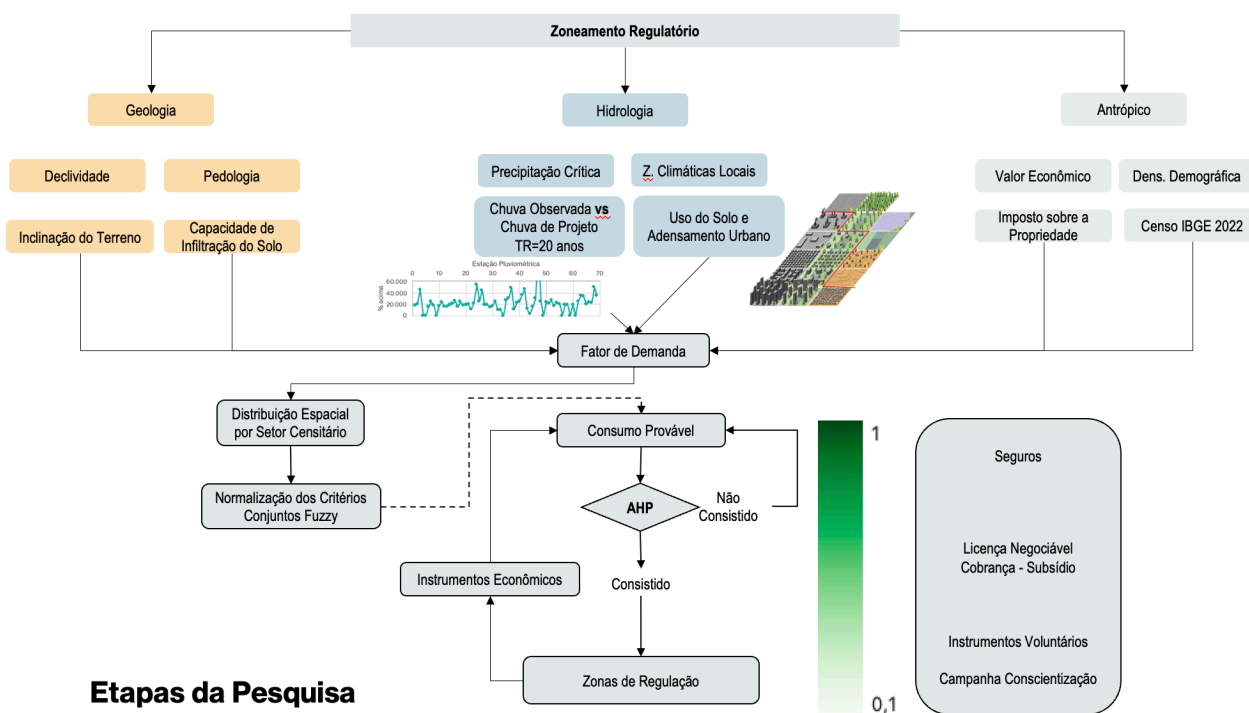 Zoneamento Regulatório
Geologia
Hidrologia
Antrópico
Declividade
Pedologia
Precipitação Crítica
Z. Climáticas Locais
Valor Econômico
Dens. Demográfica
Inclinação do Terreno
Capacidade de
Infiltração do Solo
Chuva Observada vs
Chuva de Projeto
TR=20 anos
Uso do Solo e
Adensamento Urbano
Imposto sobre a
Propriedade
Censo IBGE 2022
Estação Pluviométrica
0 10 20 30 40 50 60 70
% acima
60.000
40.000
20.000
0
Fator de Demanda
Distribuição Espacial
por Setor Censitário
Consumo Provável
Normalização dos Critérios
Conjuntos Fuzzy
AHP
Não
Consistido
Instrumentos Econômicos
Consistido
Zonas de Regulação
1
0,1
Seguros
Licença Negociável
Cobrança - Subsídio
Instrumentos Voluntários
Campanha Conscientização
Etapas da Pesquisa